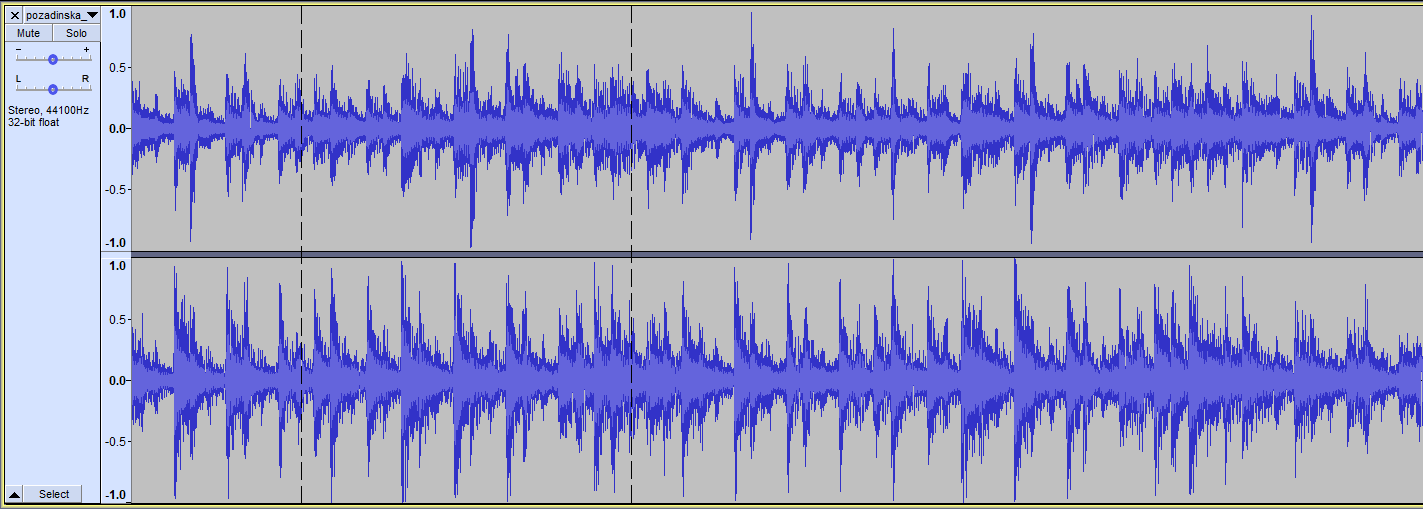 × pozadinska_
Mute Solo
- +
L R
Stereo, 44100Hz
32-bit float
Select
1.0
0.5-
0.0-
-0.5-
-1.0
1.0
0.5-
0.0-
-0.5-
-1.0